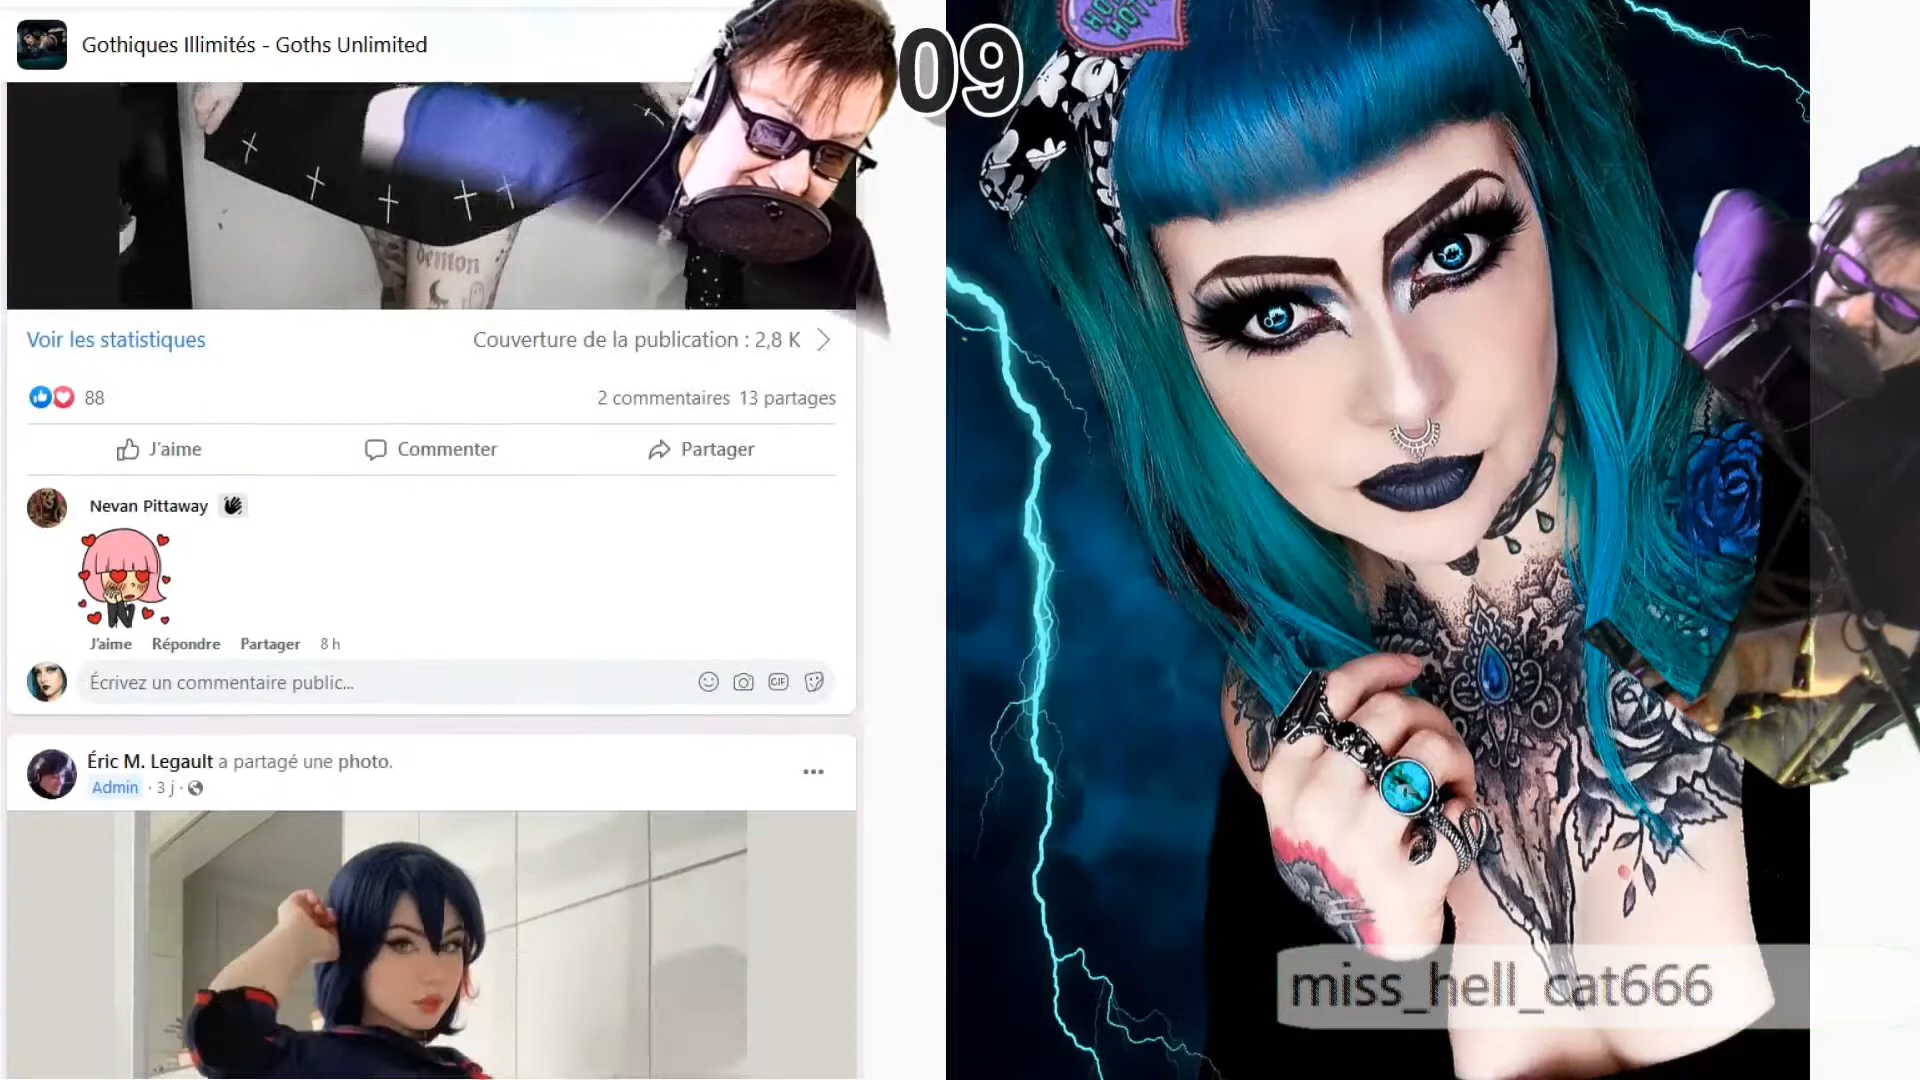 Gothiques Illimités - Goths Unlimited
09
demon
Voir les statistiques
Couverture de la publication : 2,8 K
88
2 commentaires 13 partages
J'aime
Commenter
Partager
Nevan Pittaway
J'aime Répondre Partager 8 h
Écrivez un commentaire public...
GIF
Éric M. Legault a partagé une photo.
Admin · 3 j ·
miss_hell_cat666